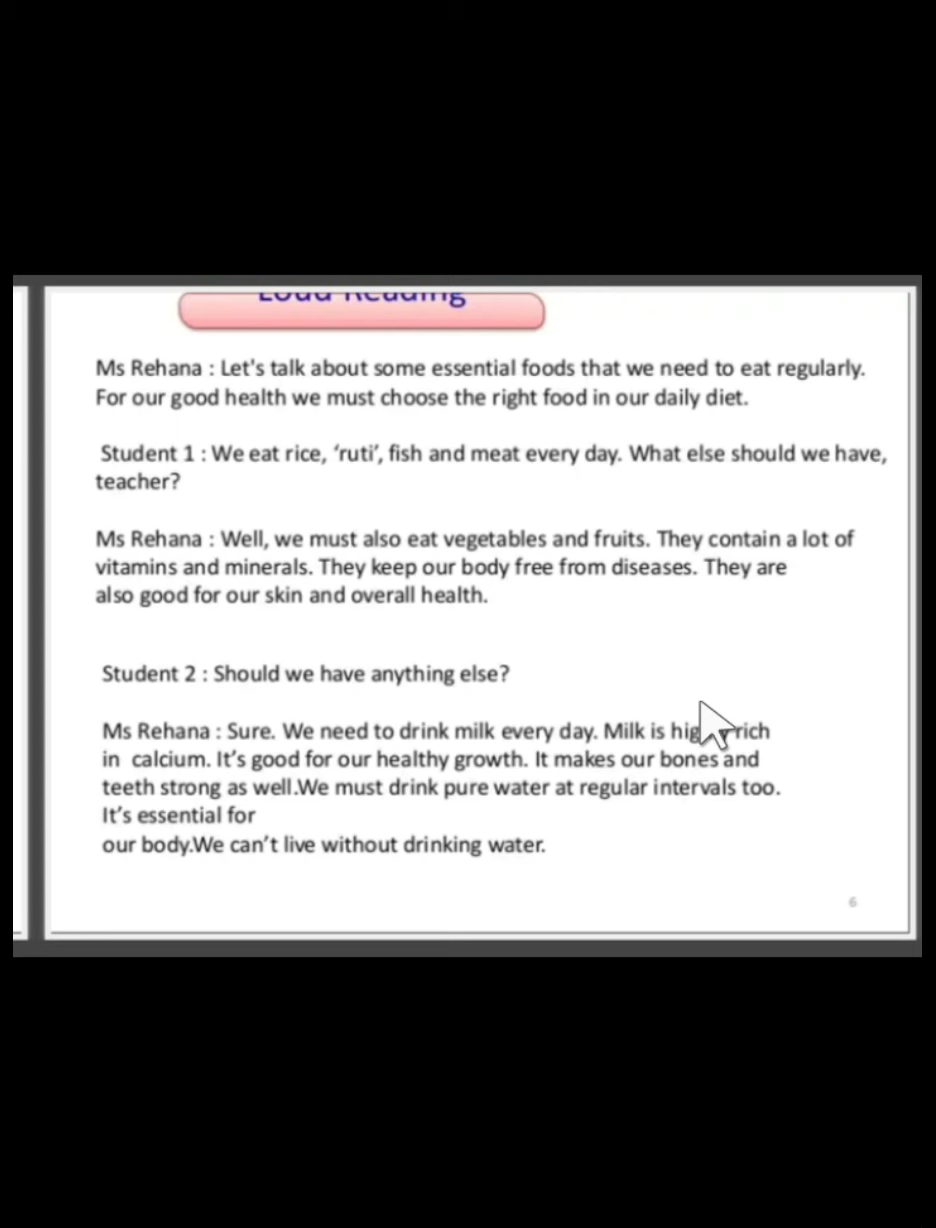 Loud Reading
Ms Rehana : Let's talk about some essential foods that we need to eat regularly.
For our good health we must choose the right food in our daily diet.
Student 1 : We eat rice, ‘ruti’, fish and meat every day. What else should we have,
teacher?
Ms Rehana : Well, we must also eat vegetables and fruits. They contain a lot of
vitamins and minerals. They keep our body free from diseases. They are
also good for our skin and overall health.
Student 2 : Should we have anything else?
Ms Rehana : Sure. We need to drink milk every day. Milk is rich
in calcium. It’s good for our healthy growth. It makes our bones and
teeth strong as well.We must drink pure water at regular intervals too.
It’s essential for
our body.We can’t live without drinking water.
6